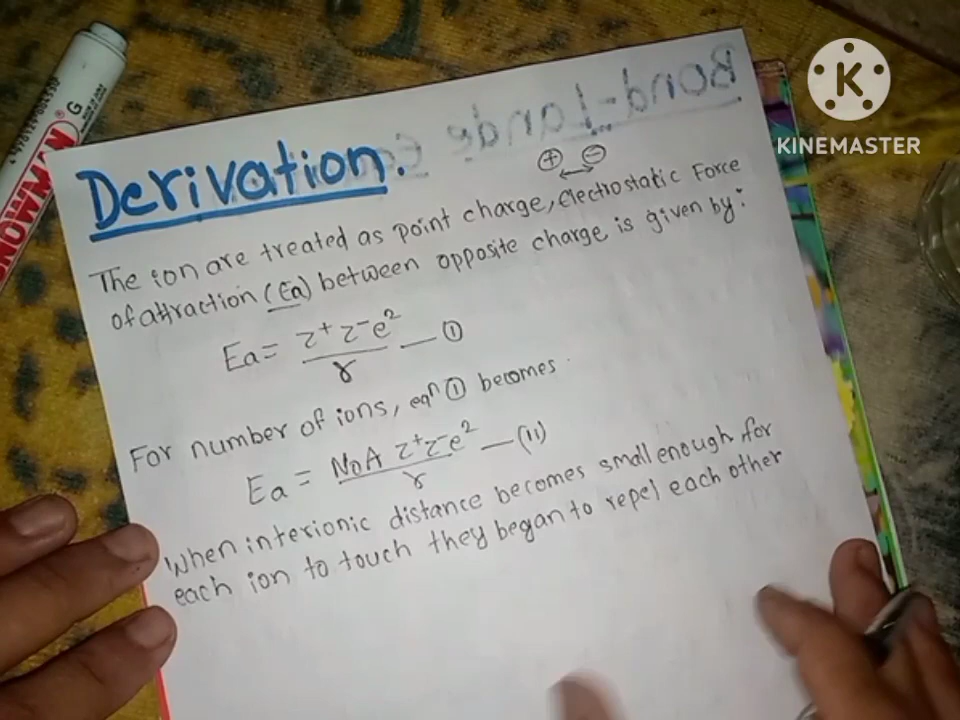 KINEMASTER
Derivation.
⊕ ⊖
The ion are treated as point charge, Electrostatic Force
of attraction (Ea) between opposite charge is given by:
Ea = z⁺ z⁻e² / r — ①
For number of ions, eqⁿ ① becomes.
Ea = N₀A z⁺z⁻e² / r — (11)
When interionic distance becomes small enough for
each ion to touch they began to repel each other
SNOWMAN
G